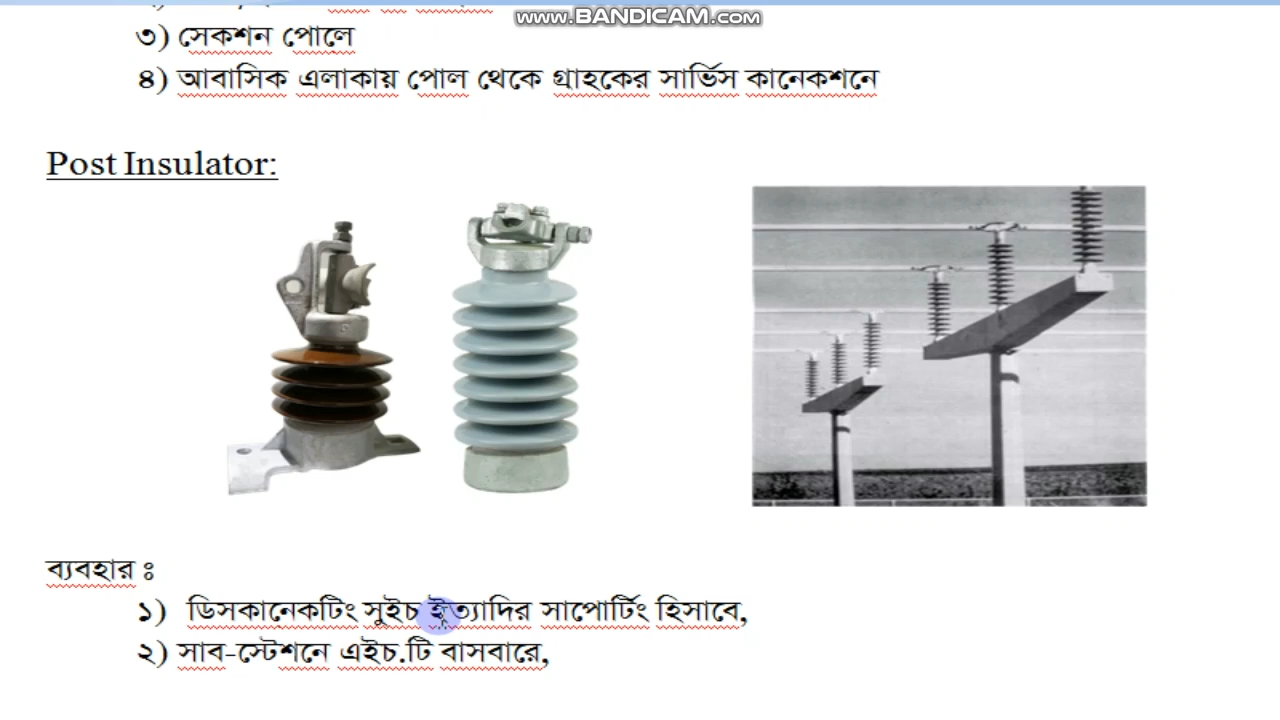 www.BANDICAM.com
৩) সেকশন পোলে
৪) আবাসিক এলাকায় পোল থেকে গ্রাহকের সার্ভিস কানেকশনে
Post Insulator:
ব্যবহার ঃ
১) ডিসকানেকটিং সুইচ ইত্যাদির সাপোর্টিং হিসাবে,
২) সাব-স্টেশনে এইচ.টি বাসবারে,